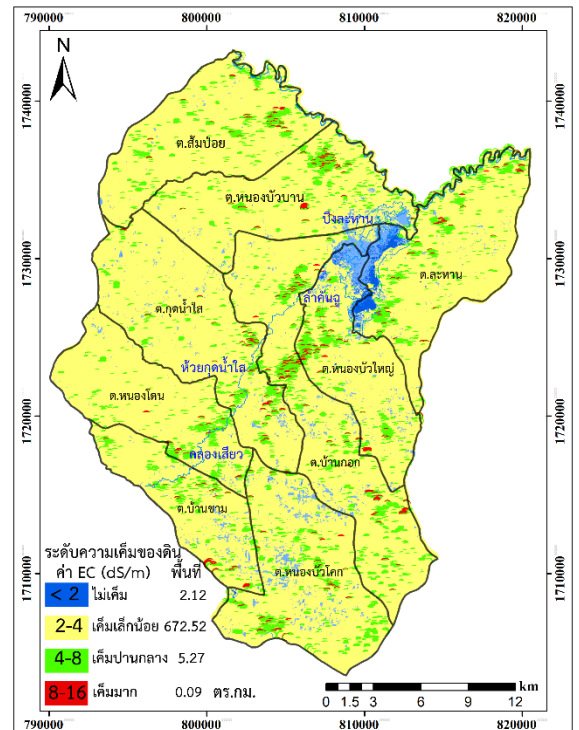 790000 800000 810000 820000
N
1740000 1740000
ต.ส้มป่อย
ต.หนองบัวบาน
บึงละหาน
1730000 1730000
ต.ละหาน
ลำคันฉู
ต.กุดน้ำใส
ห้วยกุดน้ำใส
ต.หนองบัวใหญ่
ต.หนองโดน
1720000 1720000
คลองเสียว
ต.บ้านกอก
ต.บ้านขาม
ระดับความเค็มของดิน
ค่า EC (dS/m) พื้นที่
ต.หนองบัวโคก
1710000 1710000
< 2 ไม่เค็ม 2.12
2-4 เค็มเล็กน้อย 672.52
4-8 เค็มปานกลาง 5.27
8-16 เค็มมาก 0.09 ตร.กม.
km
0 1.5 3 6 9 12
790000 800000 810000 820000